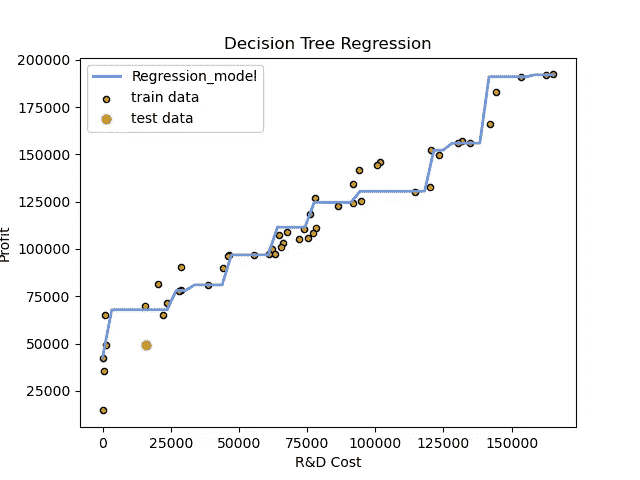 Decision Tree Regression
200000
175000
150000
125000
100000
75000
50000
25000
Profit
Regression_model
train data
test data
0 25000 50000 75000 100000 125000 150000
R&D Cost